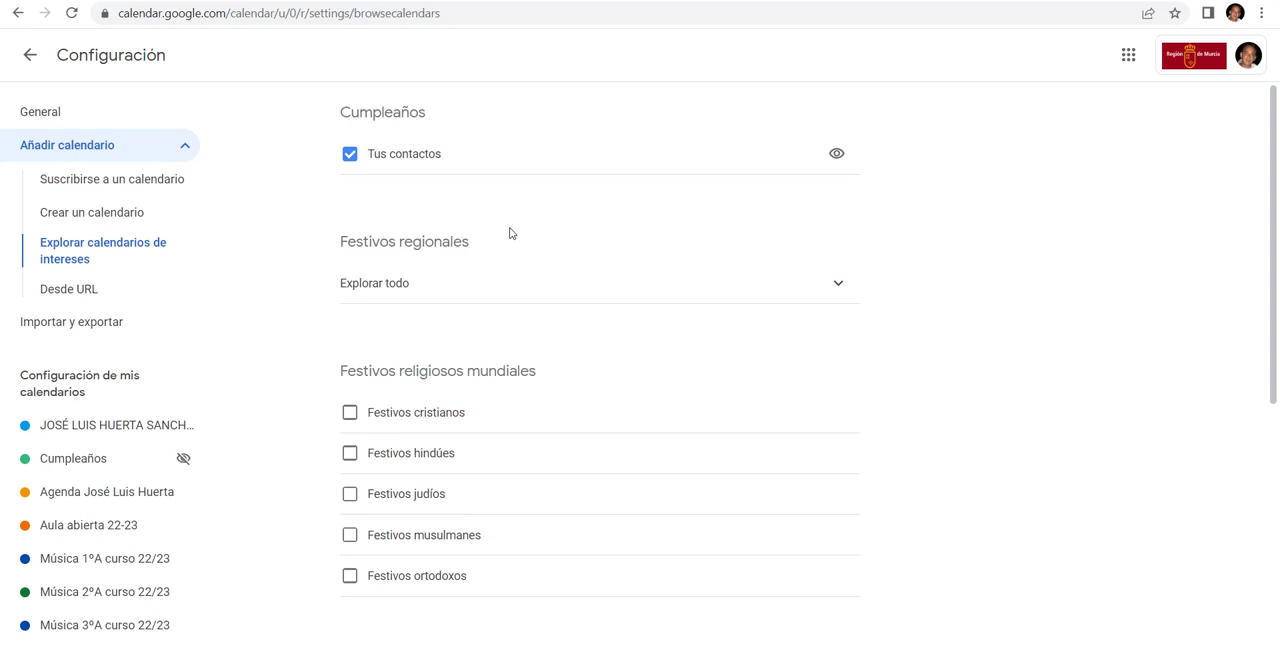 calendar.google.com/calendar/u/0/r/settings/browsecalendars
Configuración
Región de Murcia
General
Añadir calendario
Suscribirse a un calendario
Crear un calendario
Explorar calendarios de
intereses
Desde URL
Importar y exportar
Configuración de mis
calendarios
JOSÉ LUIS HUERTA SANCH...
Cumpleaños
Agenda José Luis Huerta
Aula abierta 22-23
Música 1ºA curso 22/23
Música 2ºA curso 22/23
Música 3ºA curso 22/23
Cumpleaños
Tus contactos
Festivos regionales
Explorar todo
Festivos religiosos mundiales
Festivos cristianos
Festivos hindúes
Festivos judíos
Festivos musulmanes
Festivos ortodoxos